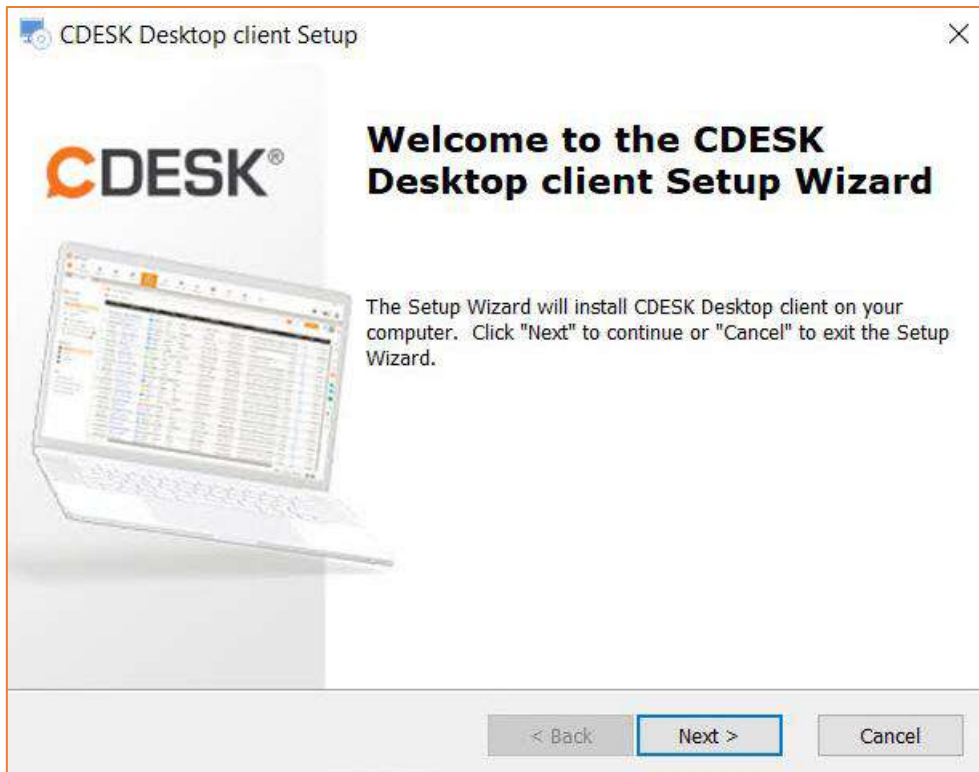 CDESK Desktop client Setup
CDESK®
Welcome to the CDESK
Desktop client Setup Wizard
The Setup Wizard will install CDESK Desktop client on your
computer. Click "Next" to continue or "Cancel" to exit the Setup
Wizard.
< Back
Next >
Cancel